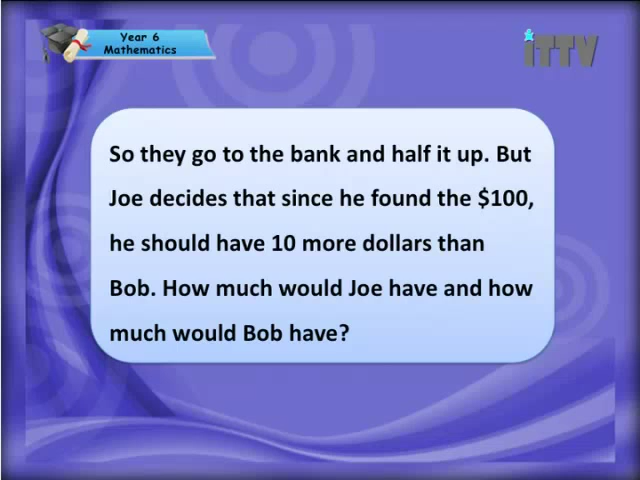 Year 6
Mathematics
iTTV
So they go to the bank and half it up. But
Joe decides that since he found the $100,
he should have 10 more dollars than
Bob. How much would Joe have and how
much would Bob have?